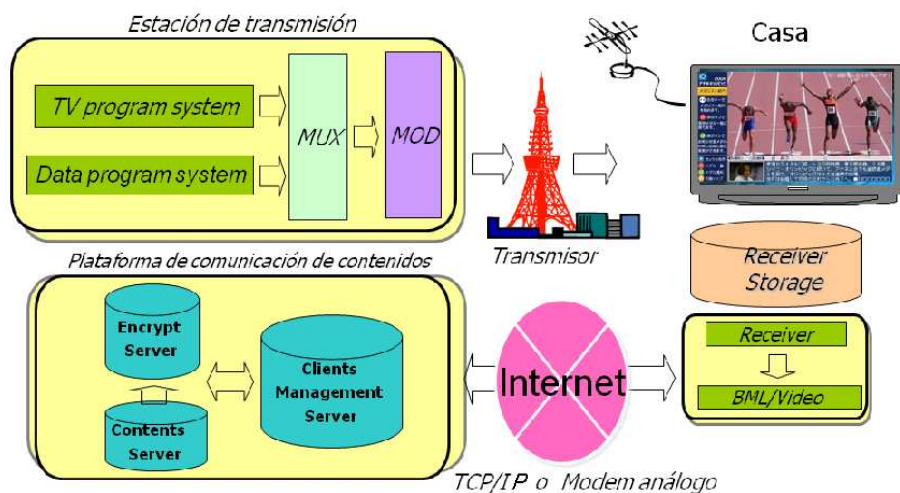 Estación de transmisión
Casa
TV program system
Data program system
MUX
MOD
Transmisor
Receiver
Storage
Plataforma de comunicación de contenidos
Encrypt
Server
Contents
Server
Clients
Management
Server
Internet
Receiver
BML/Video
TCP/IP o Modem análogo